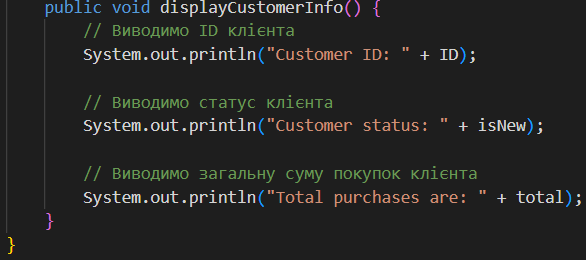 public void displayCustomerInfo() {
// Виводимо ID клієнта
System.out.println("Customer ID: " + ID);
// Виводимо статус клієнта
System.out.println("Customer status: " + isNew);
// Виводимо загальну суму покупок клієнта
System.out.println("Total purchases are: " + total);
}
}